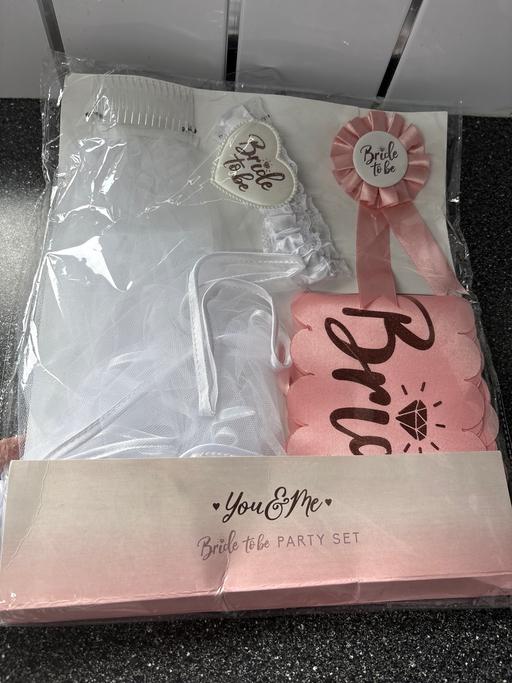 Bride
to be
Bride
to be
Bri
You & Me
Bride to be PARTY SET